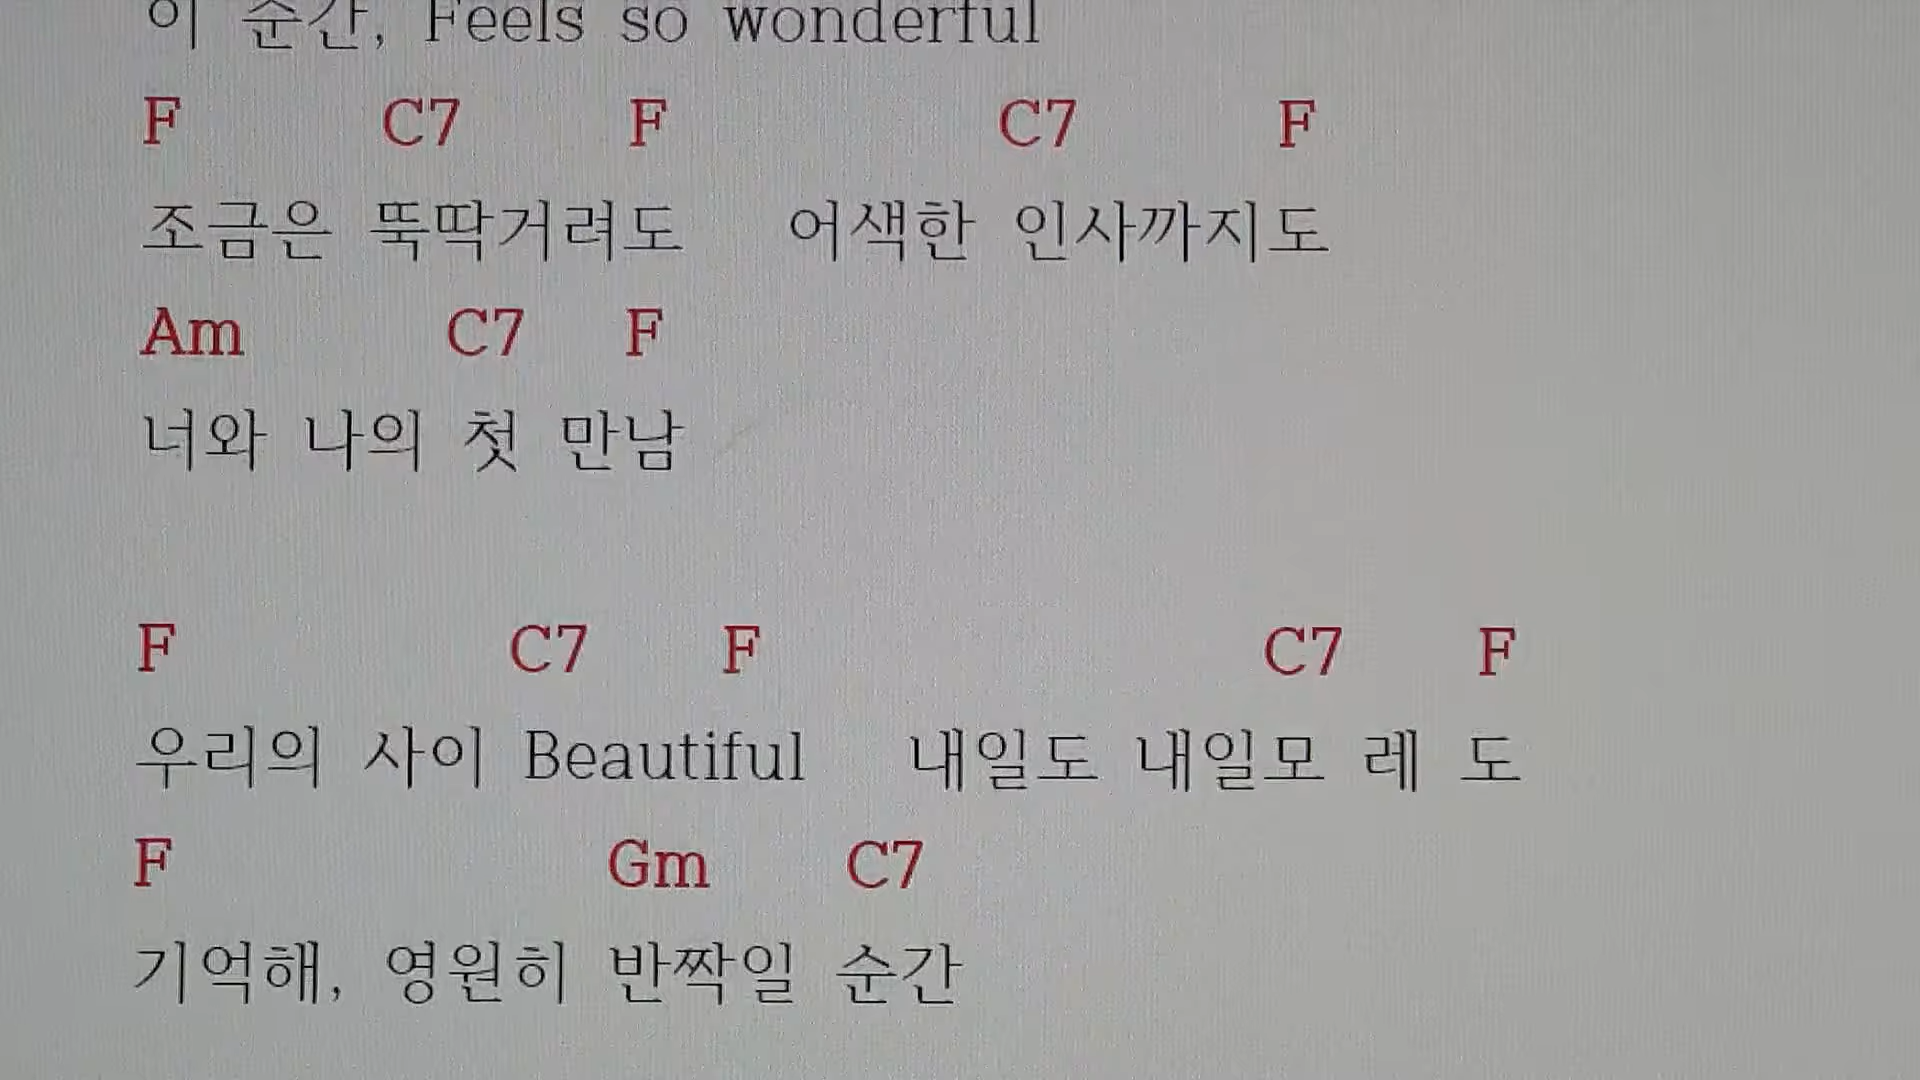 이 순간, Feels so wonderful
F C7 F C7 F
조금은 뚝딱거려도 어색한 인사까지도
Am C7 F
너와 나의 첫 만남
F C7 F C7 F
우리의 사이 Beautiful 내일도 내일모 레 도
F Gm C7
기억해, 영원히 반짝일 순간